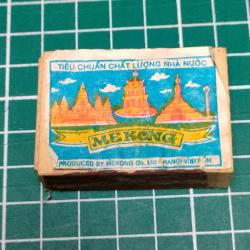 TIÊU CHUẨN CHẤT LƯỢNG NHÀ NƯỚC
MEKONG
PRODUCED BY MEKONG Co. Ltd HANOI-VIETNAM